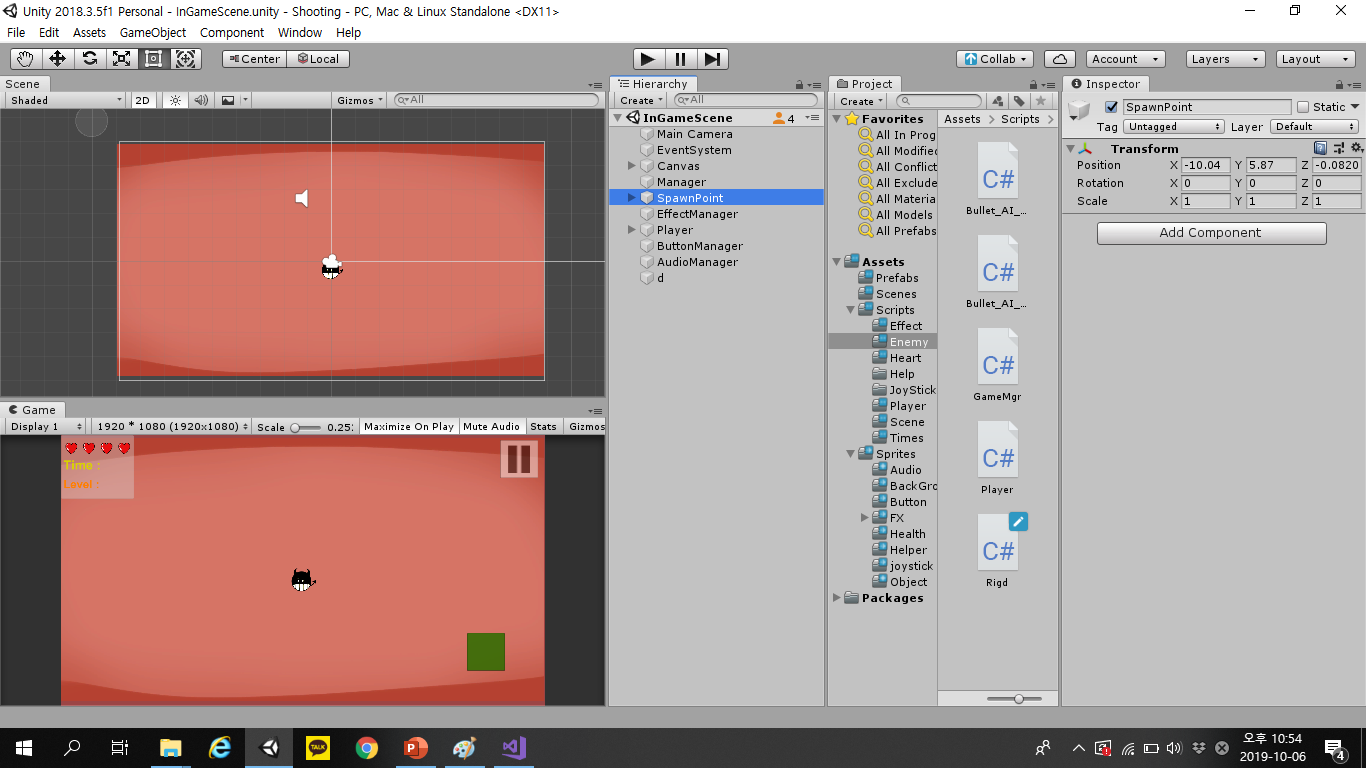 Unity 2018.3.5f1 Personal - InGameScene.unity - Shooting - PC, Mac & Linux Standalone <DX11>
File Edit Assets GameObject Component Window Help
Center Local
Collab Account Layers Layout
Scene
Shaded 2D Gizmos All
Game
Display 1 1920 * 1080 (1920x1080) Scale 0.25 Maximize On Play Mute Audio Stats Gizmos
Time :
Level :
Hierarchy
Create All
InGameScene 4
Main Camera
EventSystem
Canvas
Manager
SpawnPoint
EffectManager
Player
ButtonManager
AudioManager
d
Project
Create
Favorites
All In Prog
All Modified
All Conflict
All Exclude
All Materia
All Models
All Prefabs
Assets
Prefabs
Scenes
Scripts
Effect
Enemy
Heart
Help
JoyStick
Player
Scene
Times
Sprites
Audio
BackGro
Button
FX
Health
Helper
joystick
Object
Packages
Assets > Scripts >
C#
Bullet_AI_...
C#
Bullet_AI_...
C#
GameMgr
C#
Player
C#
Rigd
Inspector
SpawnPoint Static
Tag Untagged Layer Default
Transform
Position X -10.04 Y 5.87 Z -0.0820
Rotation X 0 Y 0 Z 0
Scale X 1 Y 1 Z 1
Add Component
TALK
오후 10:54
2019-10-06
4